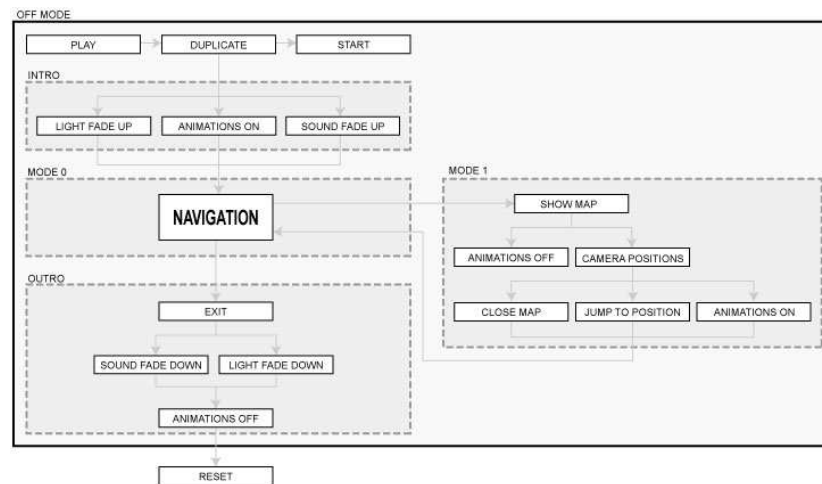 OFF MODE
PLAY
DUPLICATE
START
INTRO
LIGHT FADE UP
ANIMATIONS ON
SOUND FADE UP
MODE 0
NAVIGATION
MODE 1
SHOW MAP
ANIMATIONS OFF
CAMERA POSITIONS
CLOSE MAP
JUMP TO POSITION
ANIMATIONS ON
OUTRO
EXIT
SOUND FADE DOWN
LIGHT FADE DOWN
ANIMATIONS OFF
RESET